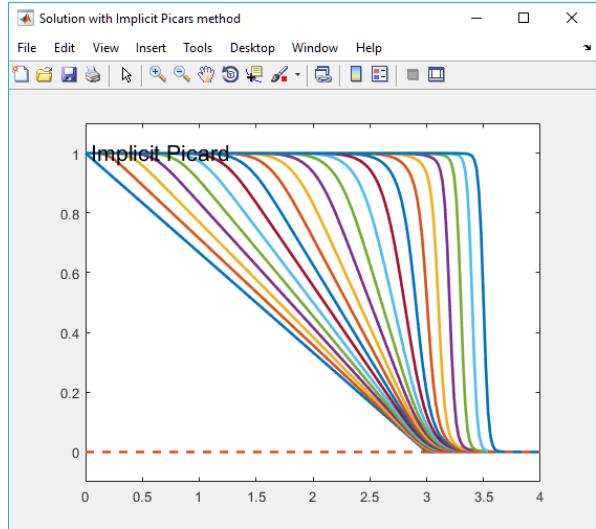 Solution with Implicit Picars method
File Edit View Insert Tools Desktop Window Help
Implicit Picard
1
0.8
0.6
0.4
0.2
0
0 0.5 1 1.5 2 2.5 3 3.5 4